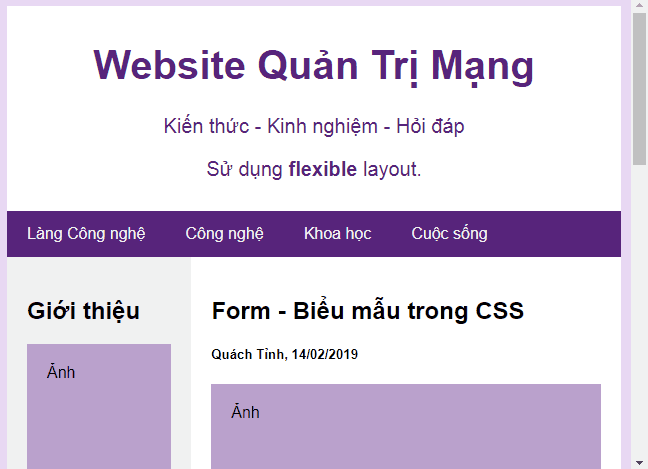 Website Quản Trị Mạng
Kiến thức - Kinh nghiệm - Hỏi đáp
Sử dụng flexible layout.
Làng Công nghệ Công nghệ Khoa học Cuộc sống
Giới thiệu
Ảnh
Form - Biểu mẫu trong CSS
Quách Tỉnh, 14/02/2019
Ảnh